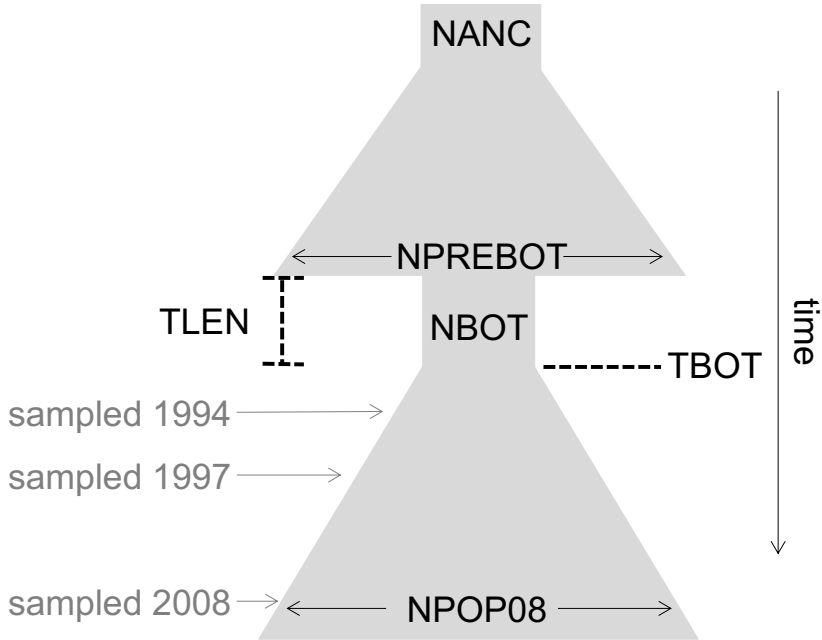 NANC
NPREBOT
TLEN
NBOT
TBOT
time
sampled 1994
sampled 1997
sampled 2008
NPOP08